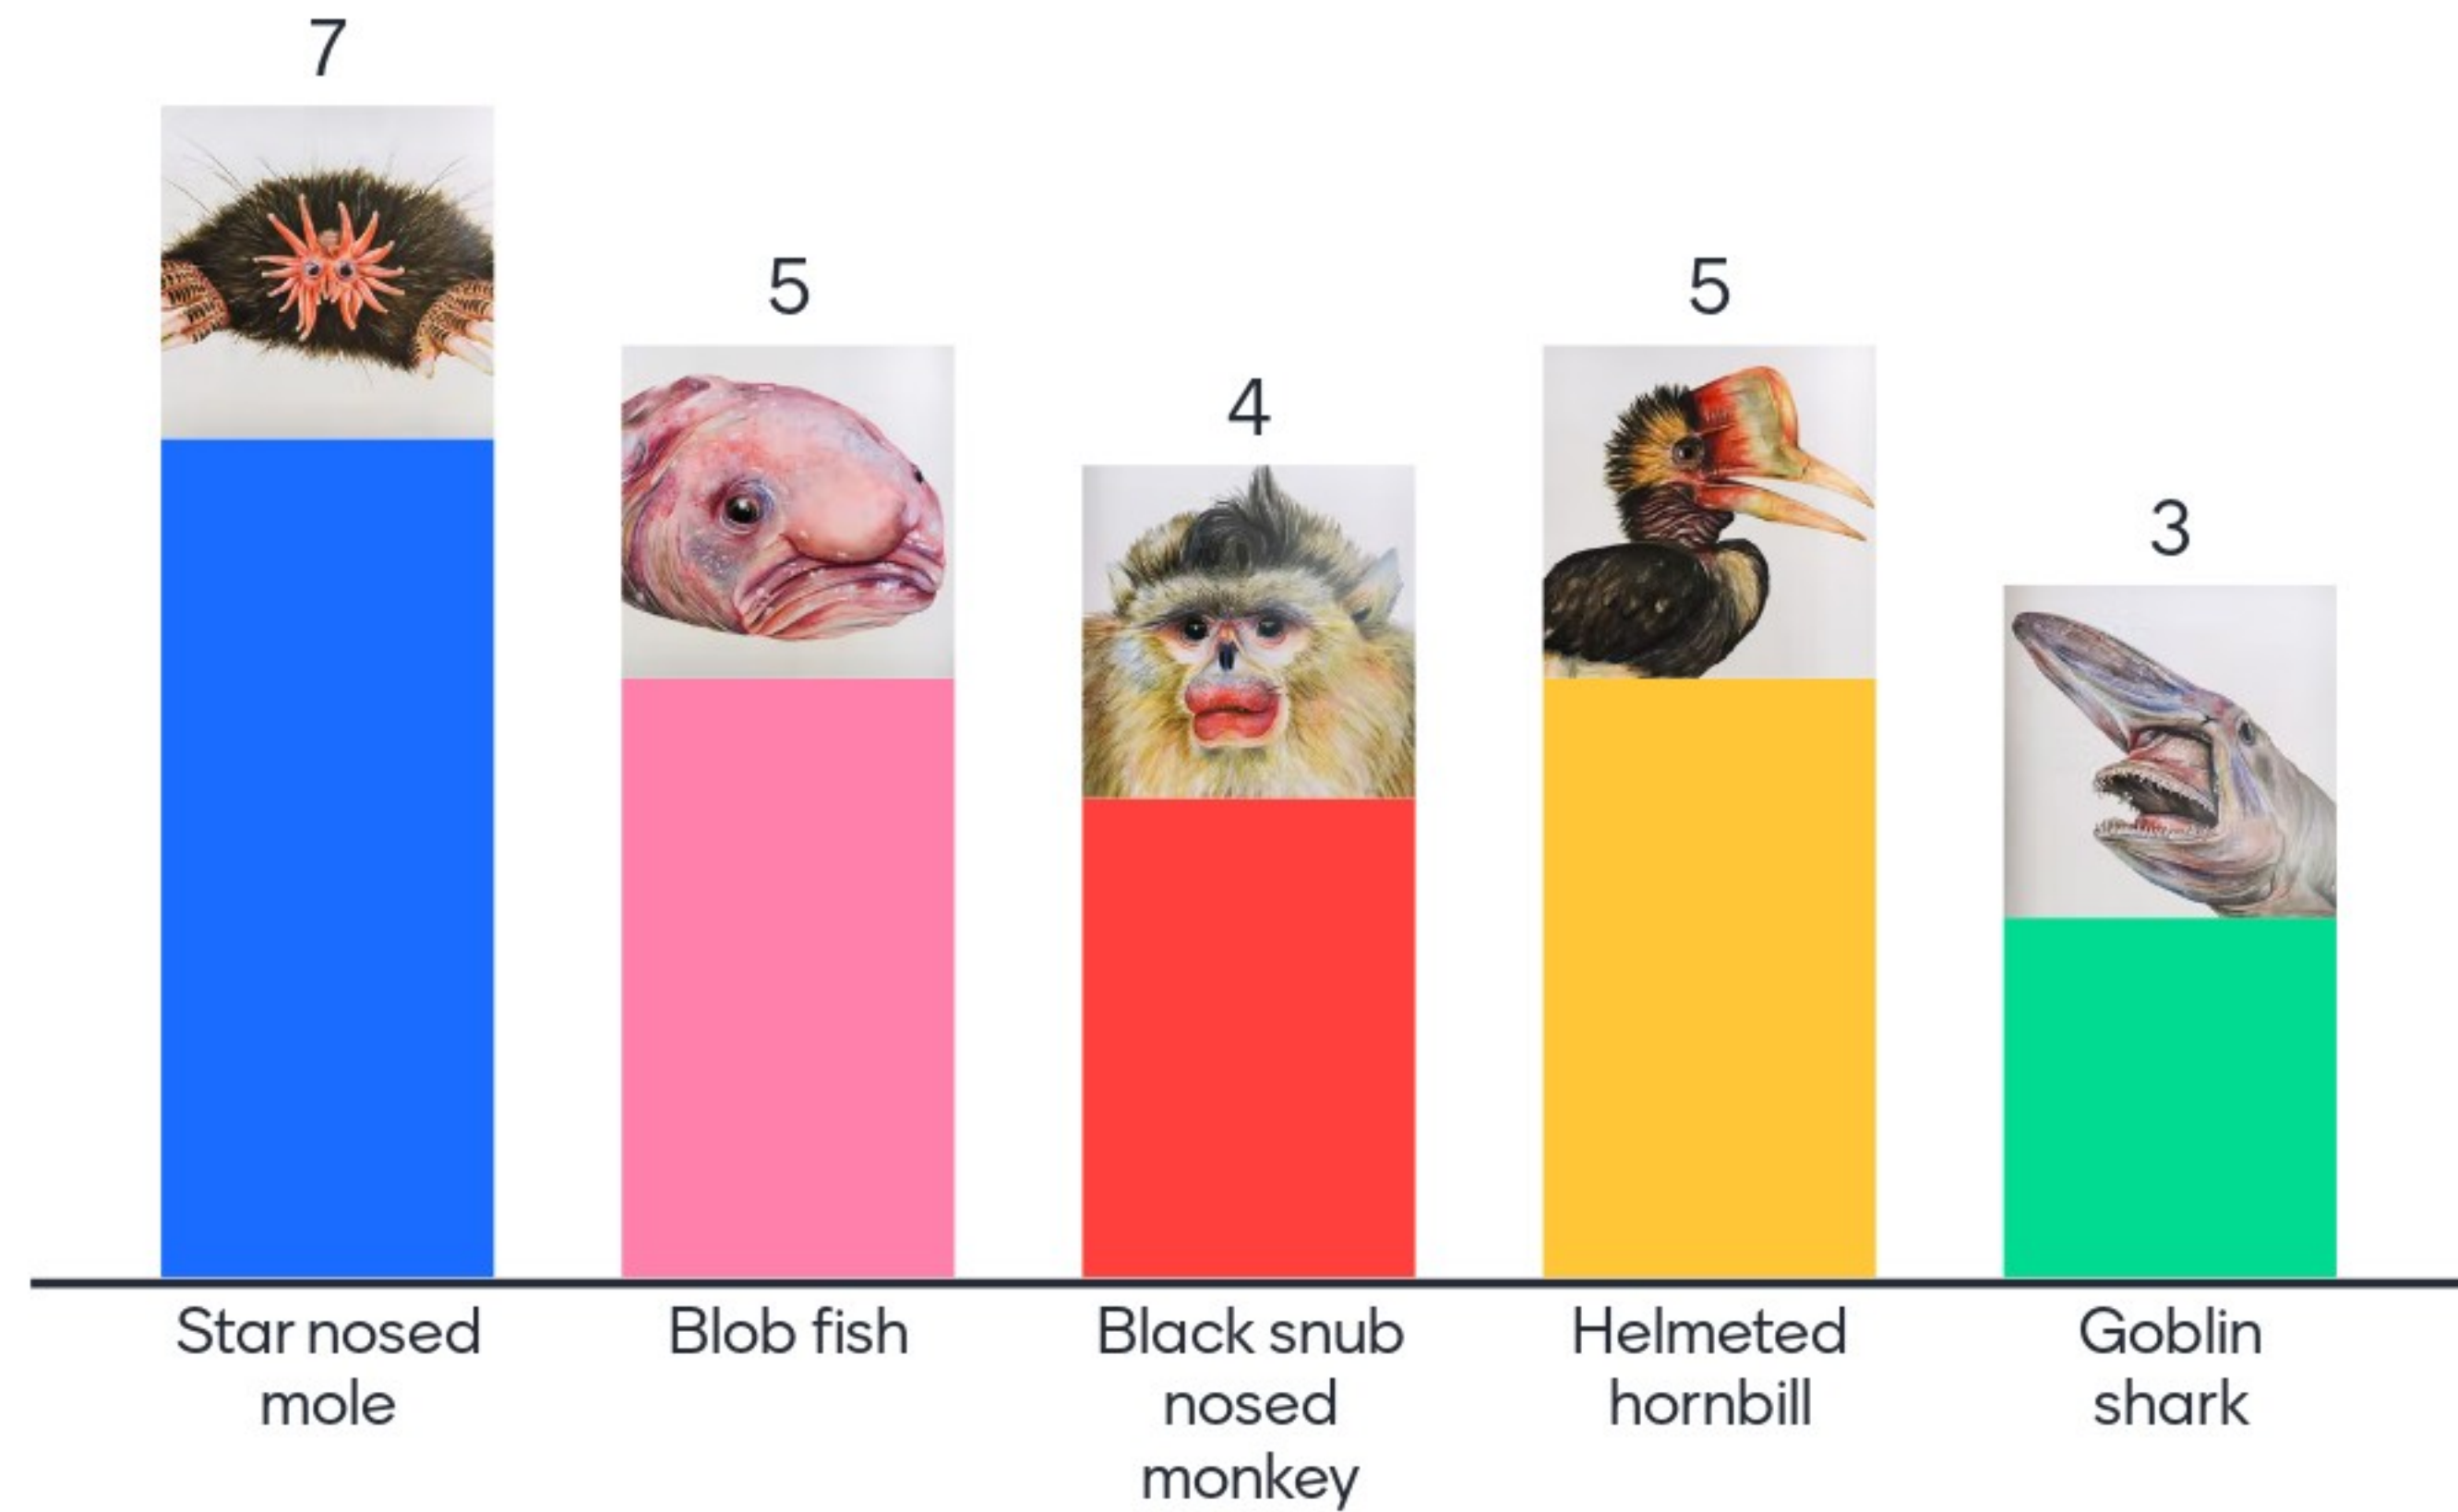 7
5
5
4
3
Star nosed
mole
Blob fish
Black snub
nosed
monkey
Helmeted
hornbill
Goblin
shark